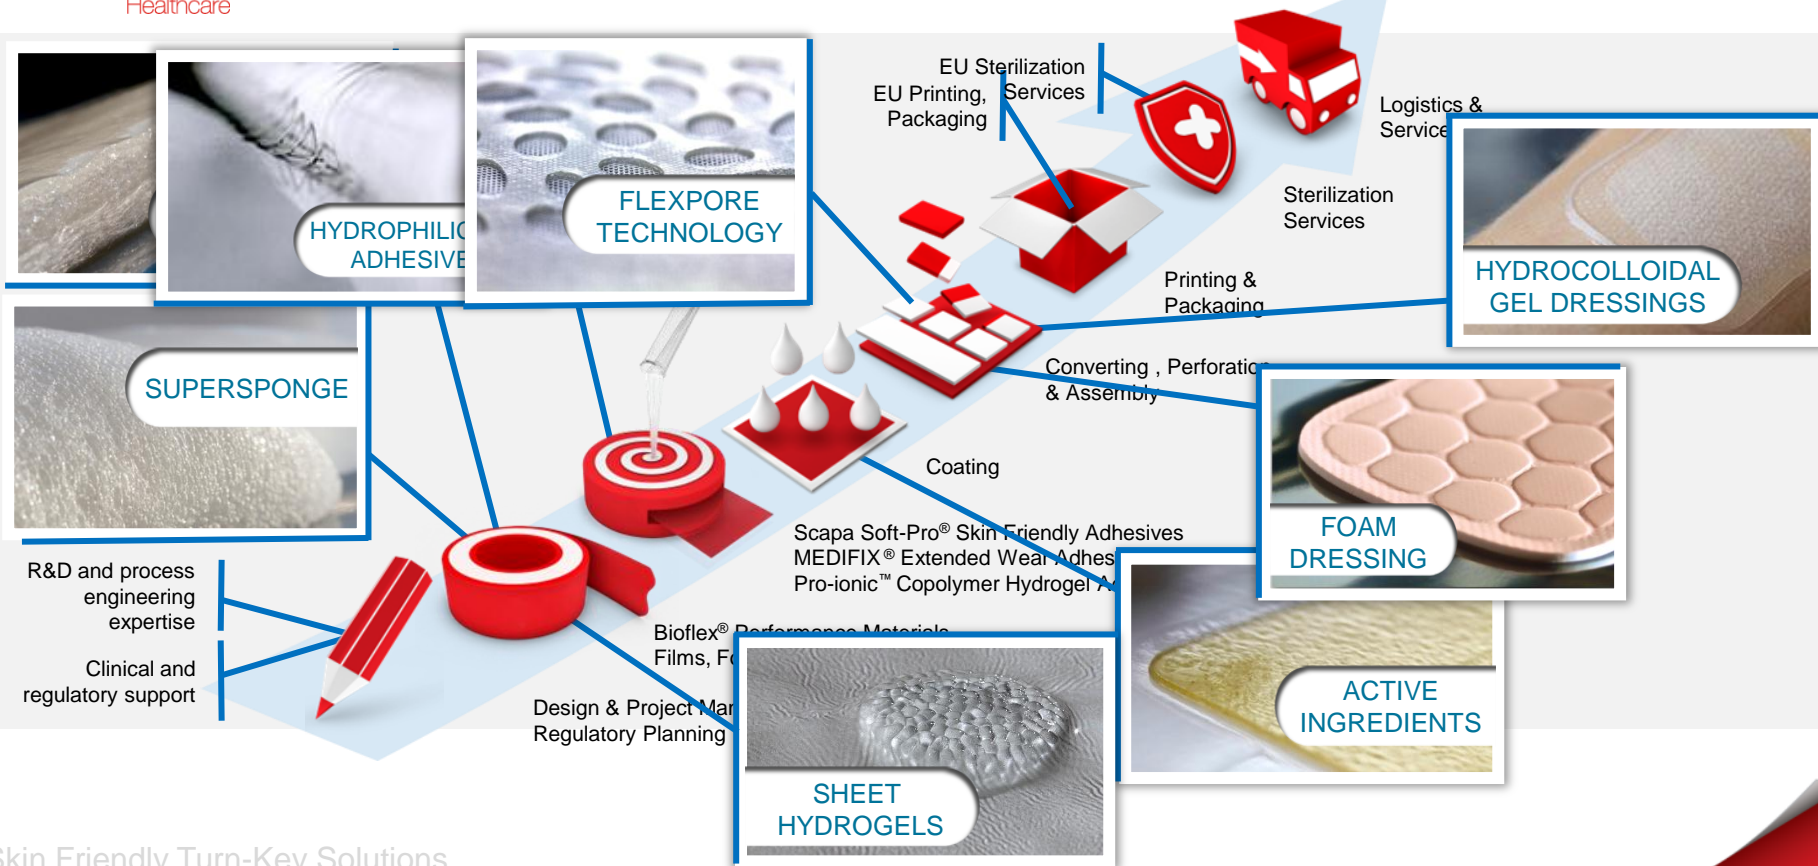 Healthcare
EU Sterilization
Services
EU Printing,
Packaging
Logistics &
Service
FLEXPORE
TECHNOLOGY
HYDROPHILIC
ADHESIVE
Sterilization
Services
HYDROCOLLOIDAL
GEL DRESSINGS
Printing &
Packaging
SUPERSPONGE
Converting , Perforation
& Assembly
Coating
FOAM
DRESSING
Scapa Soft-Pro® Skin Friendly Adhesives
MEDIFIX® Extended Wear
Pro-ionic™ Copolymer Hydrogel
R&D and process
engineering
expertise
Bioflex® Performance Materials
Films,
Clinical and
regulatory support
Design & Project
Regulatory Planning
ACTIVE
INGREDIENTS
SHEET
HYDROGELS
Skin Friendly Turn-Key Solutions